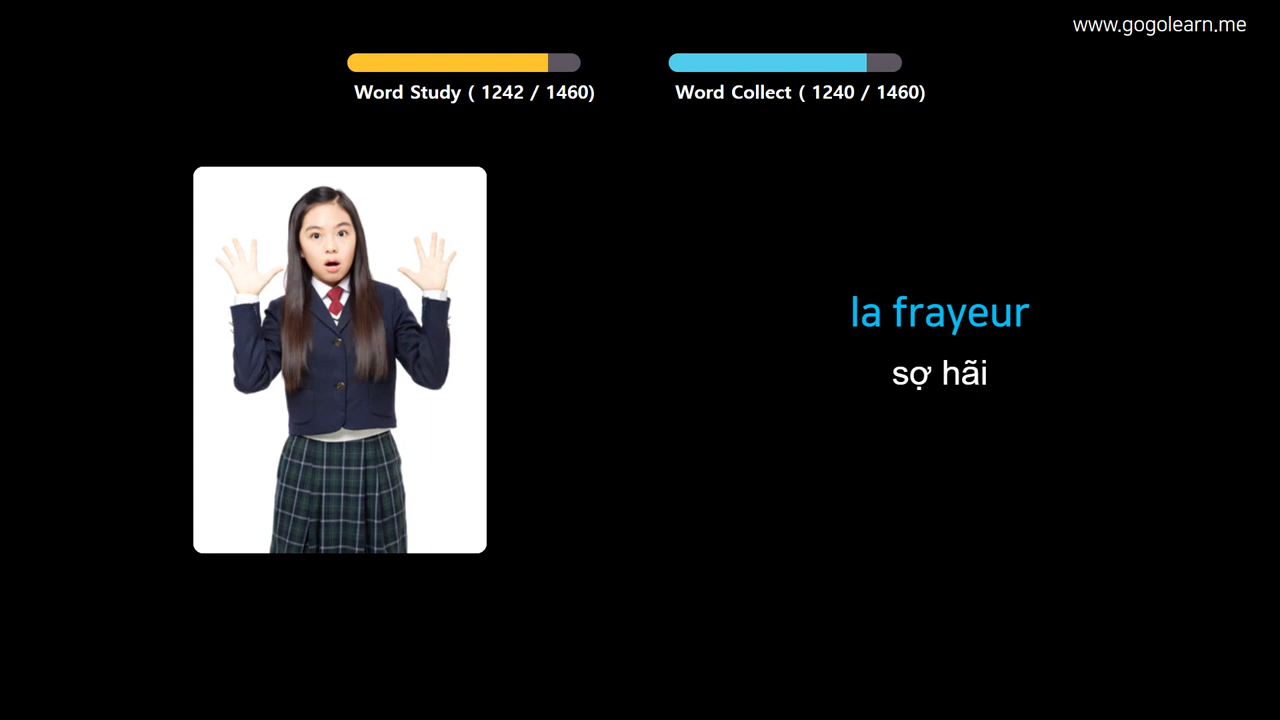 www.gogolearn.me
Word Study ( 1242 / 1460)
Word Collect ( 1240 / 1460)
la frayeur
sợ hãi